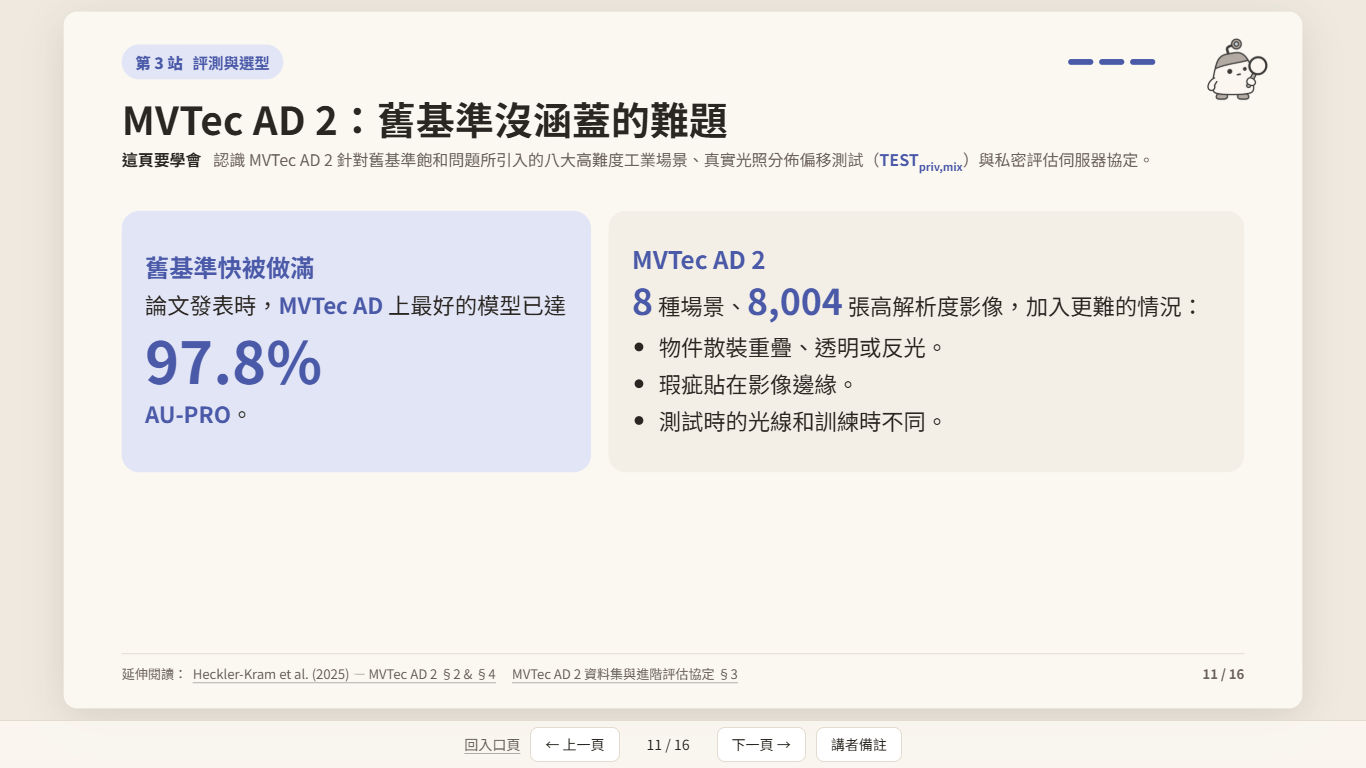 第 3 站 評測與選型
MVTec AD 2：舊基準沒涵蓋的難題
這頁要學會 認識 MVTec AD 2 針對舊基準飽和問題所引入的八大高難度工業場景、真實光照分佈偏移測試（TESTpriv,mix）與私密評估伺服器協定。
舊基準快被做滿
論文發表時，MVTec AD 上最好的模型已達
97.8%
AU-PRO。
MVTec AD 2
8 種場景、8,004 張高解析度影像，加入更難的情況：
• 物件散裝重疊、透明或反光。
• 瑕疵貼在影像邊緣。
• 測試時的光線和訓練時不同。
延伸閱讀： Heckler-Kram et al. (2025) — MVTec AD 2 §2 & §4 MVTec AD 2 資料集與進階評估協定 §3
11 / 16
回入口頁 ← 上一頁 11 / 16 下一頁 → 講者備註